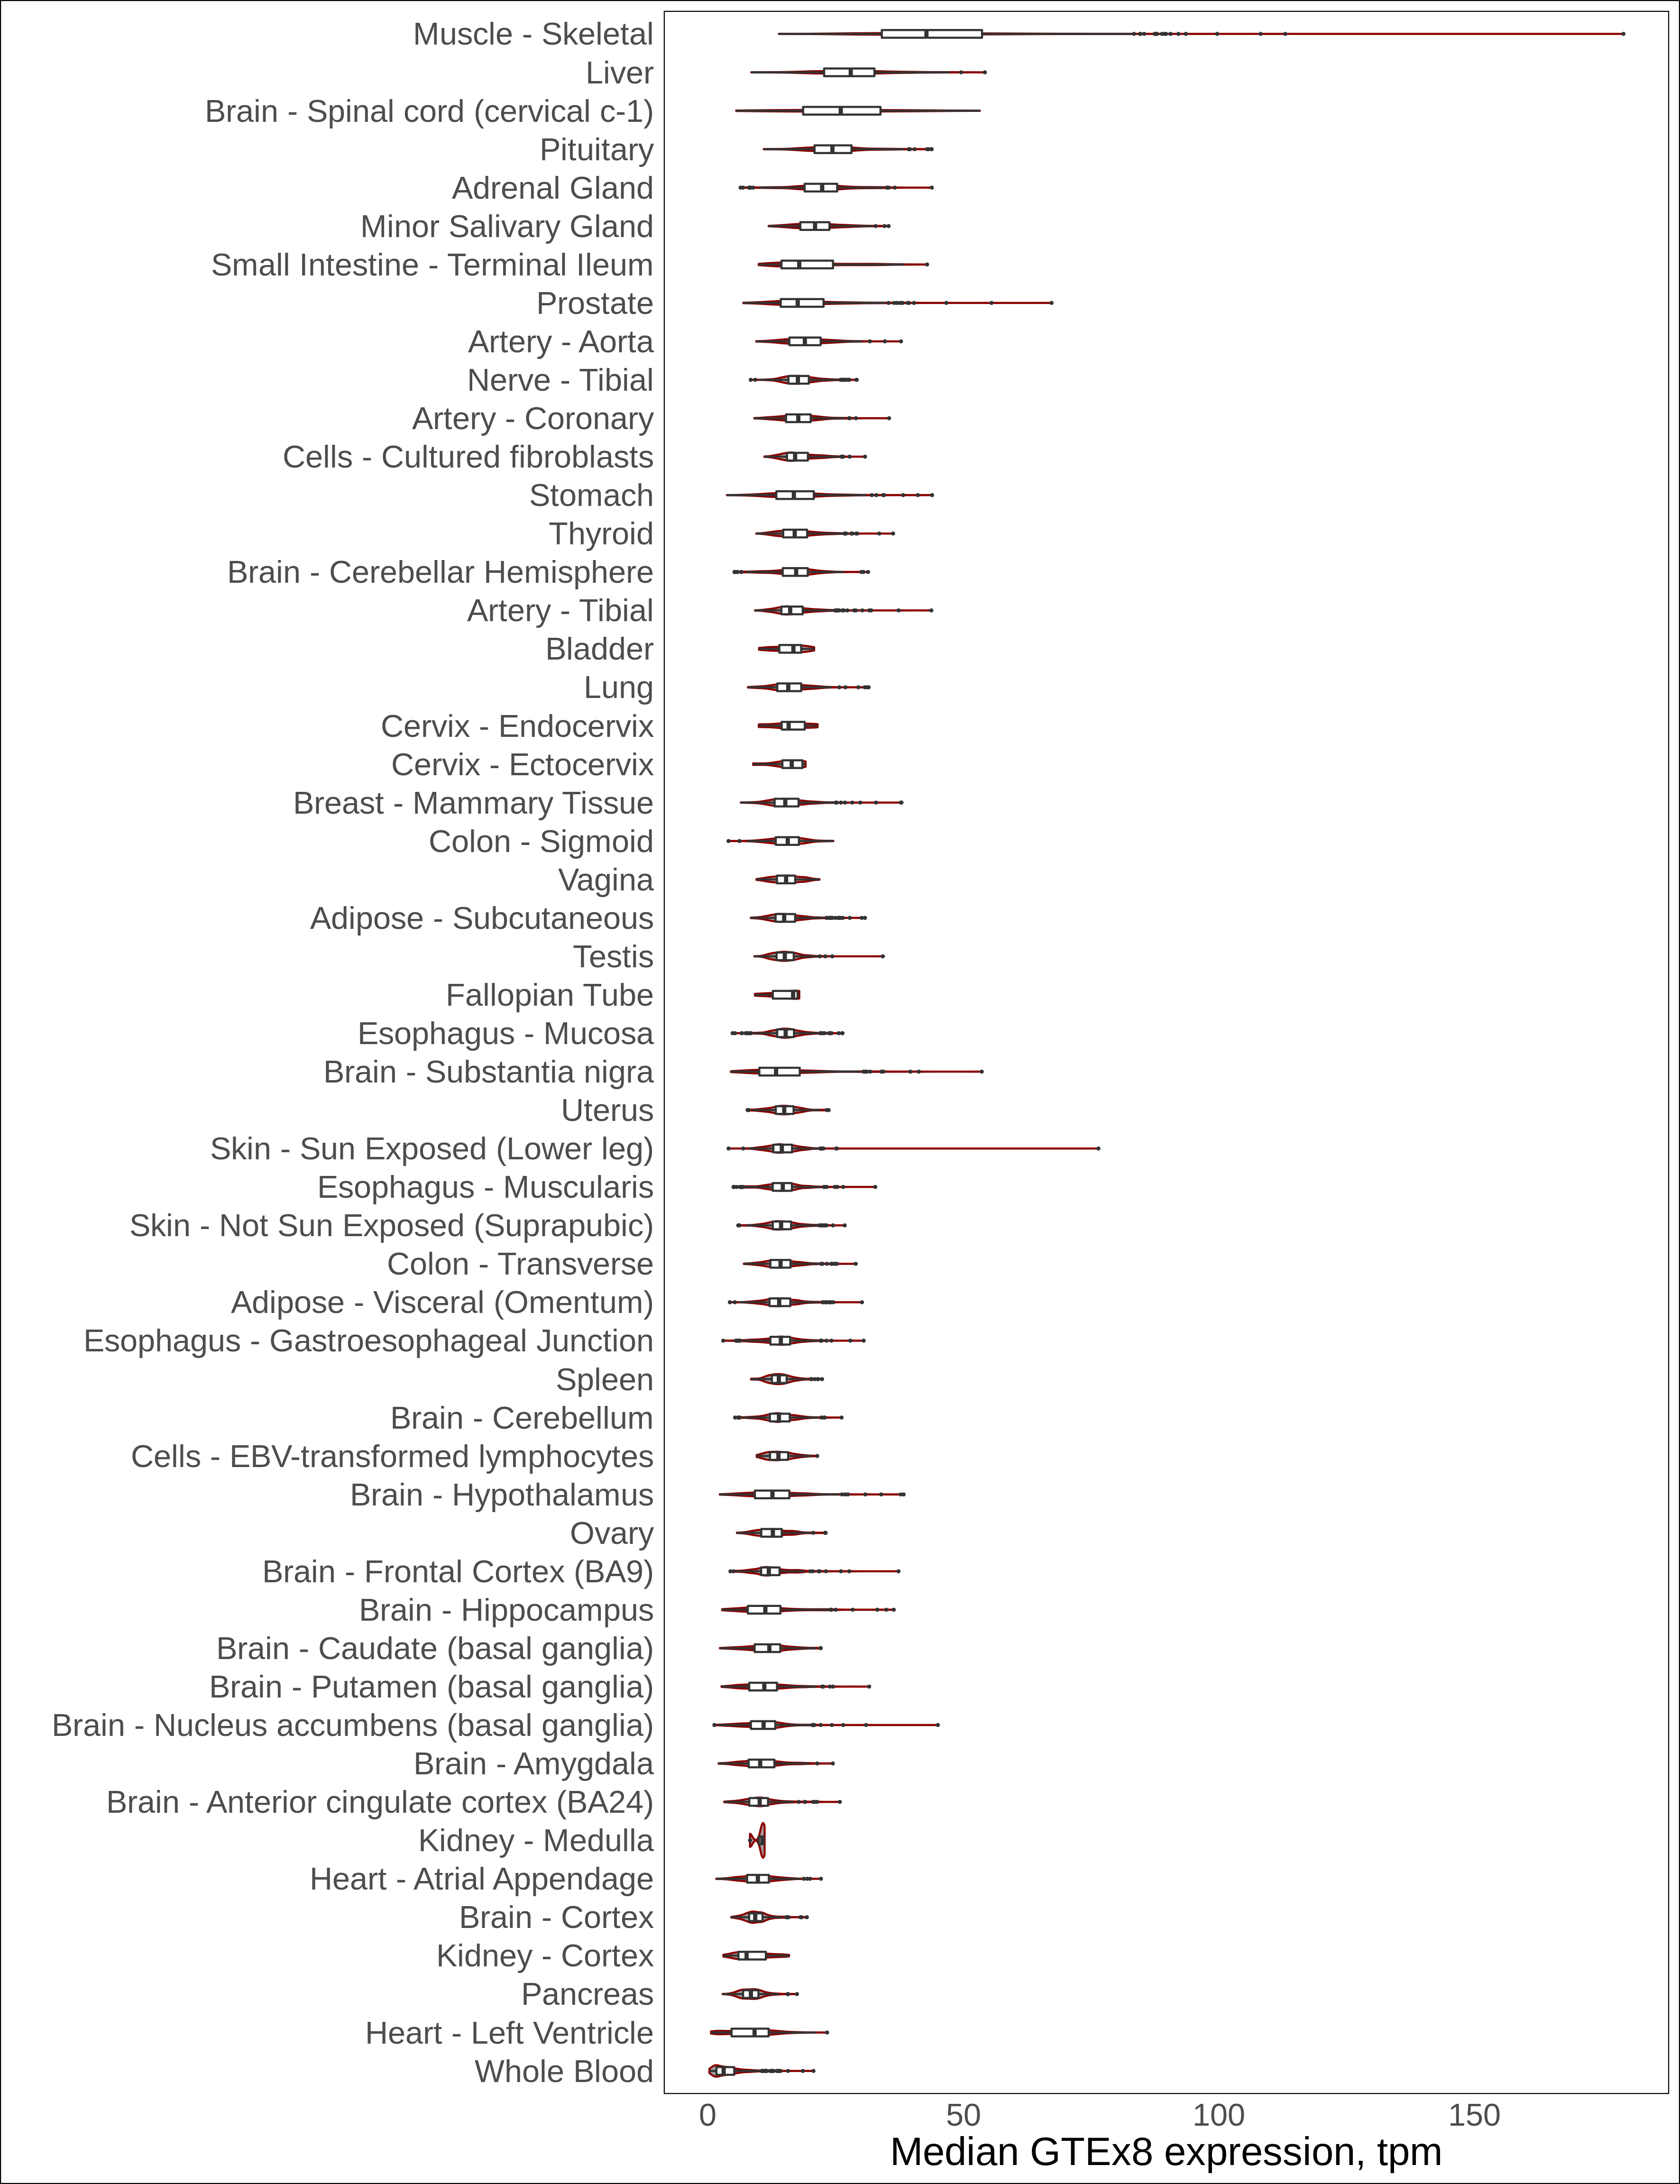 Muscle - Skeletal
Liver
Brain - Spinal cord (cervical c-1)
Pituitary
Adrenal Gland
Minor Salivary Gland
Small Intestine - Terminal Ileum
Prostate
Artery - Aorta
Nerve - Tibial
Artery - Coronary
Cells - Cultured fibroblasts
Stomach
Thyroid
Brain - Cerebellar Hemisphere
Artery - Tibial
Bladder
Lung
Cervix - Endocervix
Cervix - Ectocervix
Breast - Mammary Tissue
Colon - Sigmoid
Vagina
Adipose - Subcutaneous
Testis
Fallopian Tube
Esophagus - Mucosa
Brain - Substantia nigra
Uterus
Skin - Sun Exposed (Lower leg)
Esophagus - Muscularis
Skin - Not Sun Exposed (Suprapubic)
Colon - Transverse
Adipose - Visceral (Omentum)
Esophagus - Gastroesophageal Junction
Spleen
Brain - Cerebellum
Cells - EBV-transformed lymphocytes
Brain - Hypothalamus
Ovary
Brain - Frontal Cortex (BA9)
Brain - Hippocampus
Brain - Caudate (basal ganglia)
Brain - Putamen (basal ganglia)
Brain - Nucleus accumbens (basal ganglia)
Brain - Amygdala
Brain - Anterior cingulate cortex (BA24)
Kidney - Medulla
Heart - Atrial Appendage
Brain - Cortex
Kidney - Cortex
Pancreas
Heart - Left Ventricle
Whole Blood
0 50 100 150
Median GTEx8 expression, tpm